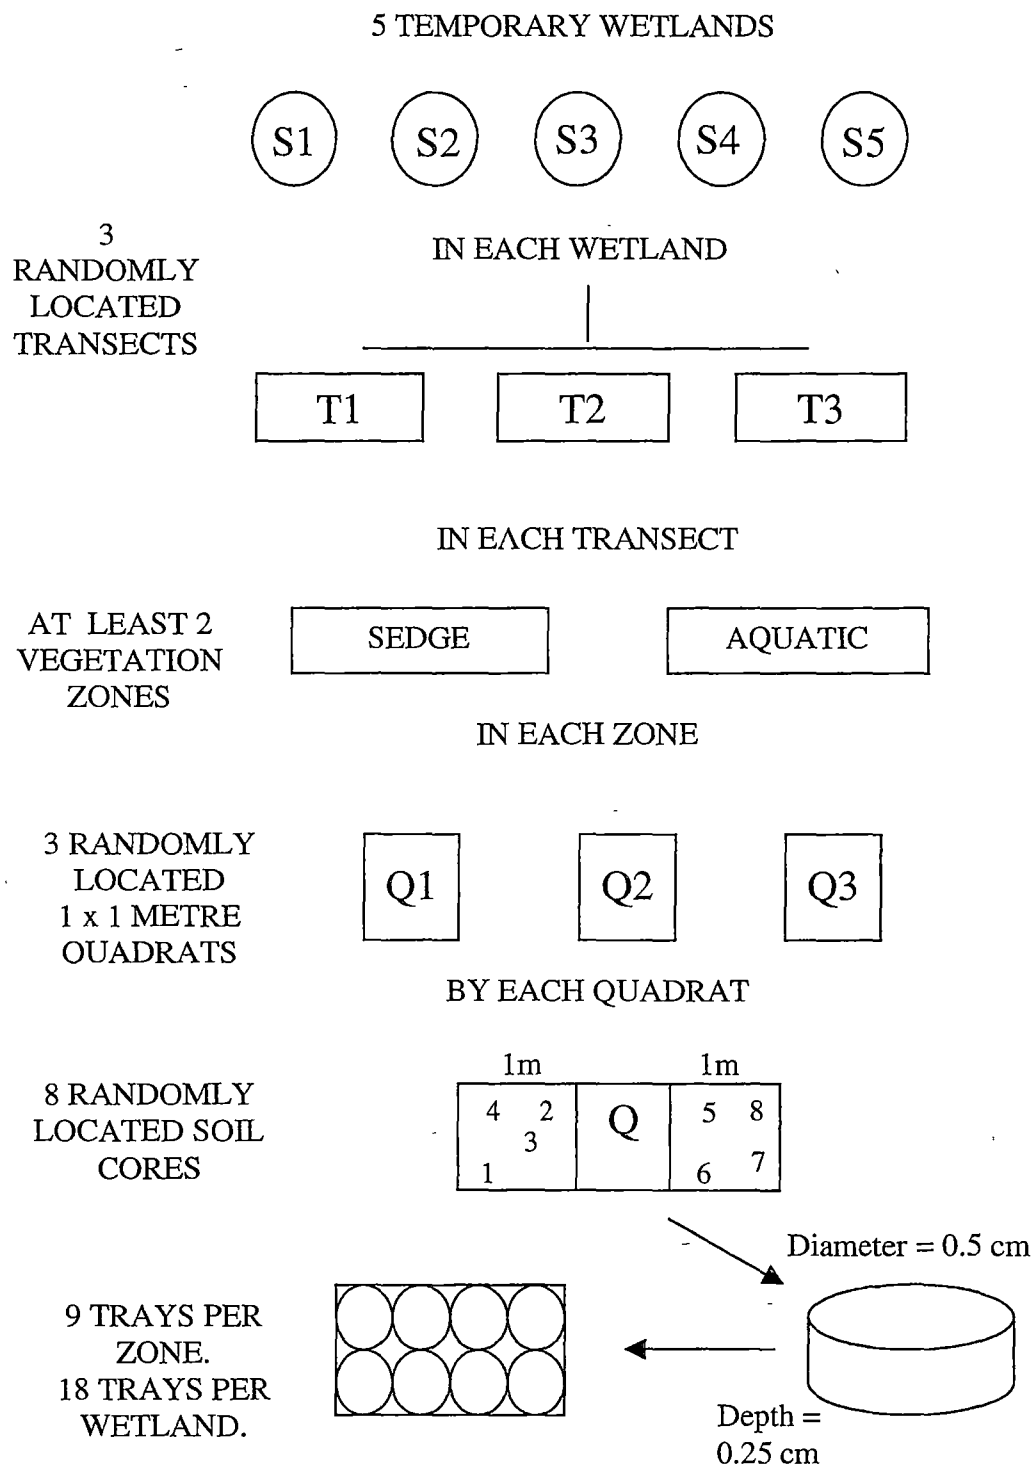 5 TEMPORARY WETLANDS
S1 S2 S3 S4 S5
3
RANDOMLY
LOCATED
TRANSECTS
IN EACH WETLAND
T1 T2 T3
IN EACH TRANSECT
AT LEAST 2
VEGETATION
ZONES
SEDGE AQUATIC
IN EACH ZONE
3 RANDOMLY
LOCATED
1 x 1 METRE
QUADRATS
Q1 Q2 Q3
BY EACH QUADRAT
8 RANDOMLY
LOCATED SOIL
CORES
1m 1m
4 2 Q 5 8
3
1 6 7
Diameter = 0.5 cm
9 TRAYS PER
ZONE.
18 TRAYS PER
WETLAND.
Depth =
0.25 cm